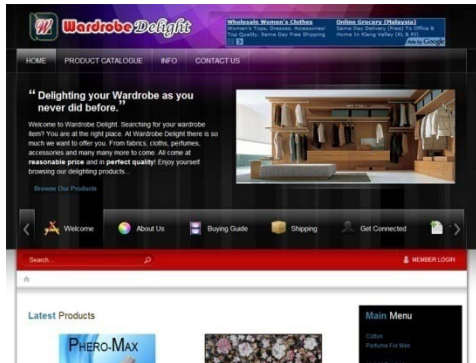 Wardrobe Delight
Wholesale Women's Clothes
Women's Tops, Dresses, Accessories!
Top Quality. Same Day Free Shipping
Online Grocery (Malaysia)
Same Day Delivery (Free) To Office &
Home In Klang Valley (KL & PJ)
Ads by Google
HOME PRODUCT CATALOGUE INFO CONTACT US
“ Delighting your Wardrobe as you
never did before.”
Welcome to Wardrobe Delight. Searching for your wardrobe
item? You are at the right place. At Wardrobe Delight there is so
much we want to offer you. From fabrics, cloths, perfumes,
accessories and many many more to come. All come at
reasonable price and in perfect quality! Enjoy yourself
browsing our delighting products...
Browse Our Products
Welcome About Us Buying Guide Shipping Get Connected
Search... MEMBER LOGIN
Latest Products
Main Menu
Cotton
Perfume For Men
PHERO-MAX